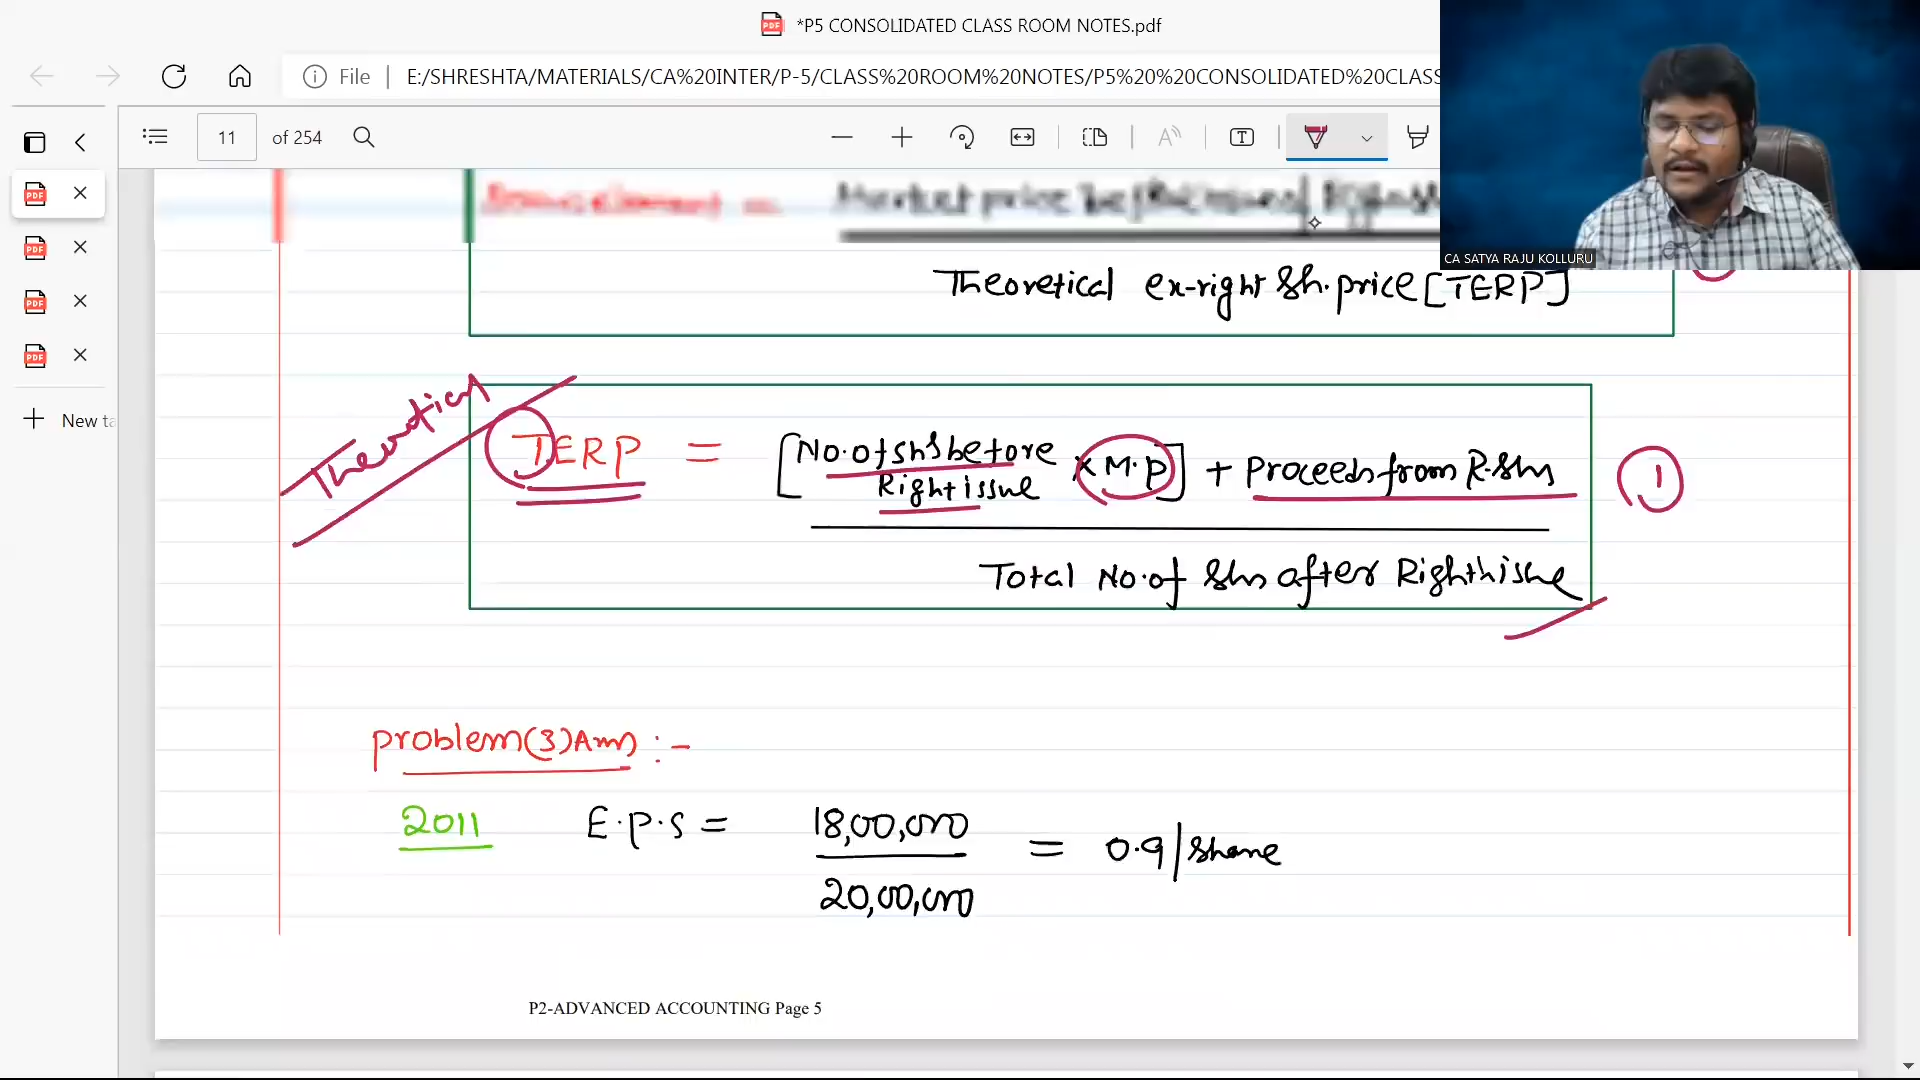 *P5 CONSOLIDATED CLASS ROOM NOTES.pdf
File
E:/SHRESHTA/MATERIALS/CA%20INTER/P-5/CLASS%20ROOM%20NOTES/P5%20%20CONSOLIDATED%20CLASS
11 of 254
New ta
CA SATYA RAJU KOLLURU
Market price
Theoretical ex-right Sh.price [TERP]
Theoretical
TERP = [No.of shs before Right issue × M.P] + Proceeds from R.Shs
1
Total No.of Shs after Right issue
problem(3)Ans :-
2011 E.P.S = 18,00,000
= 0.9/Share
20,00,000
P2-ADVANCED ACCOUNTING Page 5